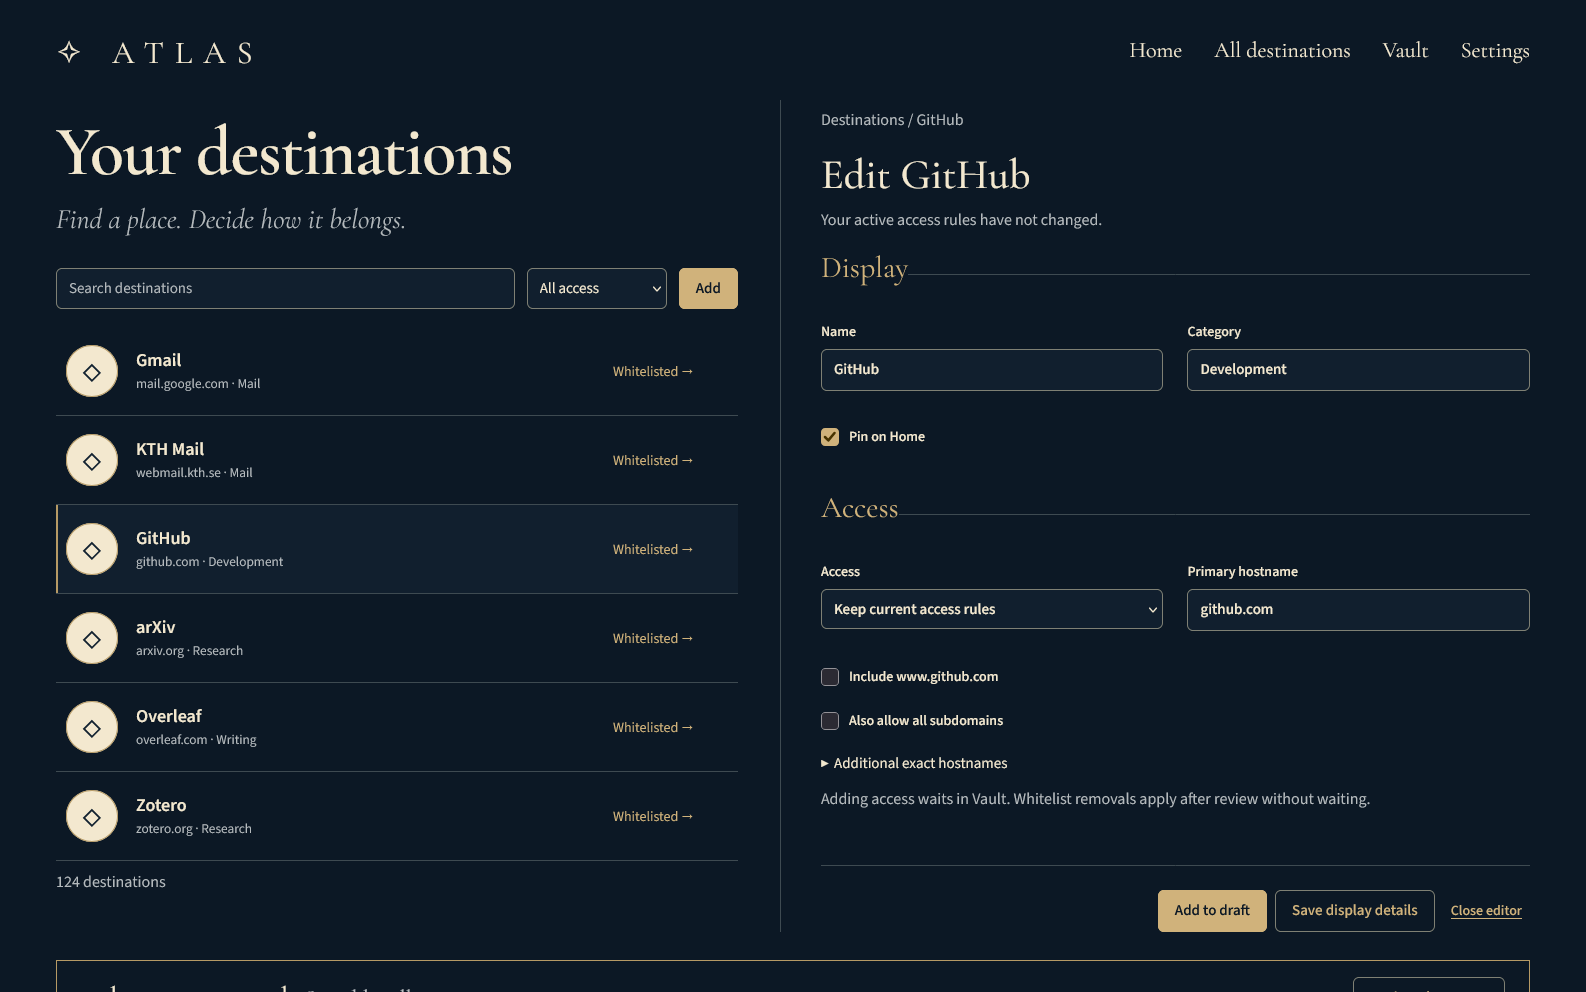 ATLAS
Home All destinations Vault Settings
Your destinations
Find a place. Decide how it belongs.
Search destinations
All access
Add
Gmail
mail.google.com · Mail
Whitelisted →
KTH Mail
webmail.kth.se · Mail
Whitelisted →
GitHub
github.com · Development
Whitelisted →
arXiv
arxiv.org · Research
Whitelisted →
Overleaf
overleaf.com · Writing
Whitelisted →
Zotero
zotero.org · Research
Whitelisted →
124 destinations
Destinations / GitHub
Edit GitHub
Your active access rules have not changed.
Display
Name
GitHub
Category
Development
Pin on Home
Access
Access
Keep current access rules
Primary hostname
github.com
Include www.github.com
Also allow all subdomains
▸ Additional exact hostnames
Adding access waits in Vault. Whitelist removals apply after review without waiting.
Add to draft
Save display details
Close editor